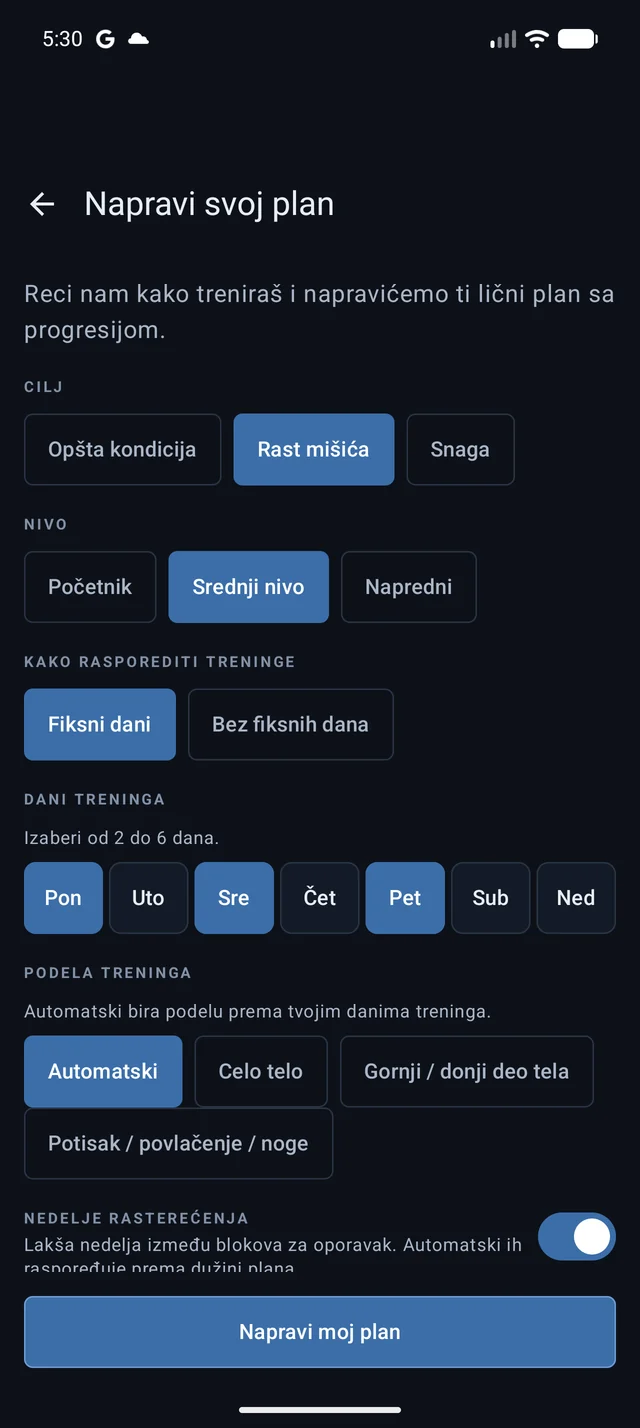 5:30
Napravi svoj plan
Reci nam kako treniraš i napravićemo ti lični plan sa
progresijom.
CILJ
Opšta kondicija Rast mišića Snaga
NIVO
Početnik Srednji nivo Napredni
KAKO RASPOREDITI TRENINGE
Fiksni dani Bez fiksnih dana
DANI TRENINGA
Izaberi od 2 do 6 dana.
Pon Uto Sre Čet Pet Sub Ned
PODELA TRENINGA
Automatski bira podelu prema tvojim danima treninga.
Automatski Celo telo Gornji / donji deo tela
Potisak / povlačenje / noge
NEDELJE RASTEREĆENJA
Lakša nedelja između blokova za oporavak. Automatski ih
raspoređuje prema dužini plana.
Napravi moj plan